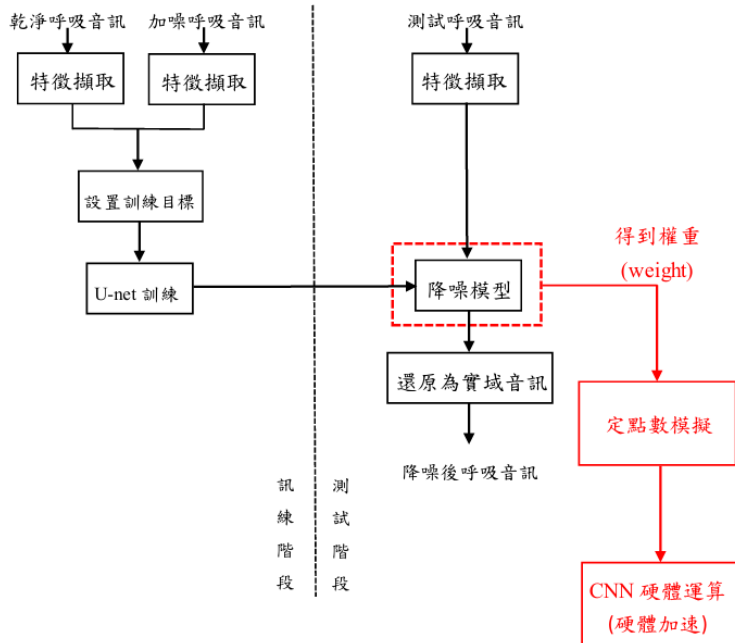 乾淨呼吸音訊
加噪呼吸音訊
特徵擷取
特徵擷取
設置訓練目標
U-net 訓練
訊練階段
測試階段
測試呼吸音訊
特徵擷取
降噪模型
還原為實域音訊
降噪後呼吸音訊
得到權重
(weight)
定點數模擬
CNN 硬體運算
(硬體加速)